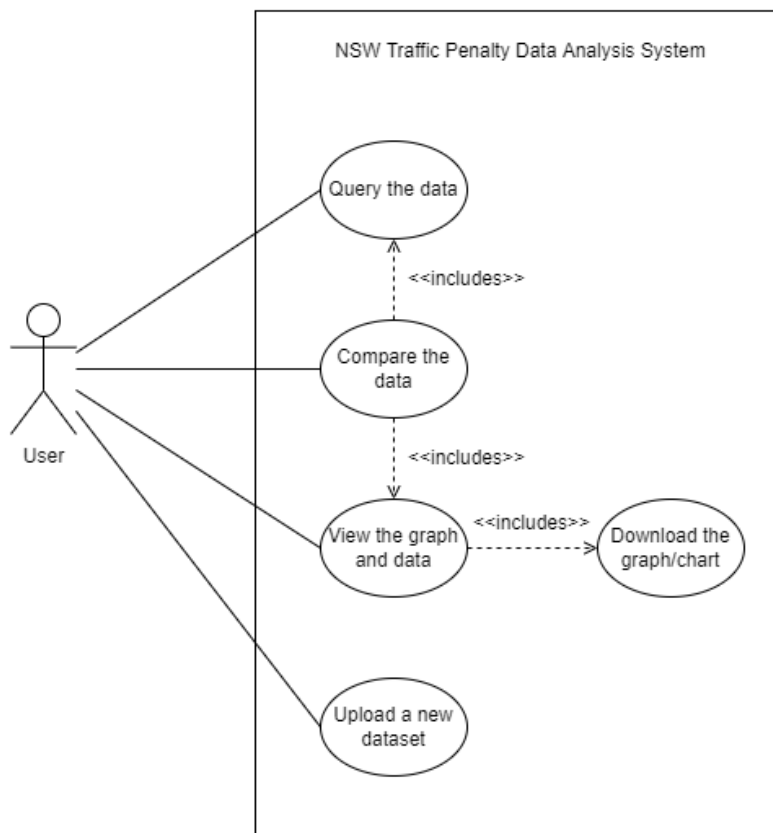 NSW Traffic Penalty Data Analysis System
Query the data
<<includes>>
Compare the
data
User
<<includes>>
View the graph
and data
<<includes>>
Download the
graph/chart
Upload a new
dataset